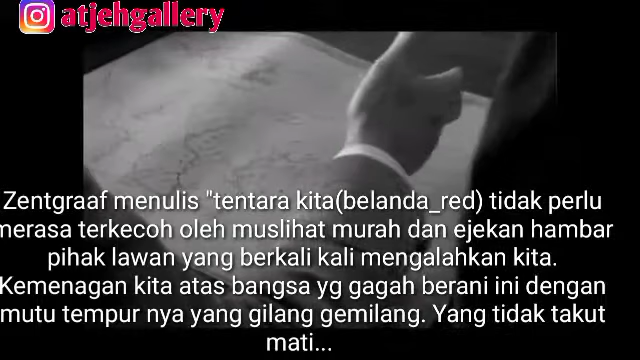 atjehgallery
Zentgraaf menulis "tentara kita(belanda_red) tidak perlu
merasa terkecoh oleh muslihat murah dan ejekan hambar
pihak lawan yang berkali kali mengalahkan kita.
Kemenagan kita atas bangsa yg gagah berani ini dengan
mutu tempur nya yang gilang gemilang. Yang tidak takut
mati...